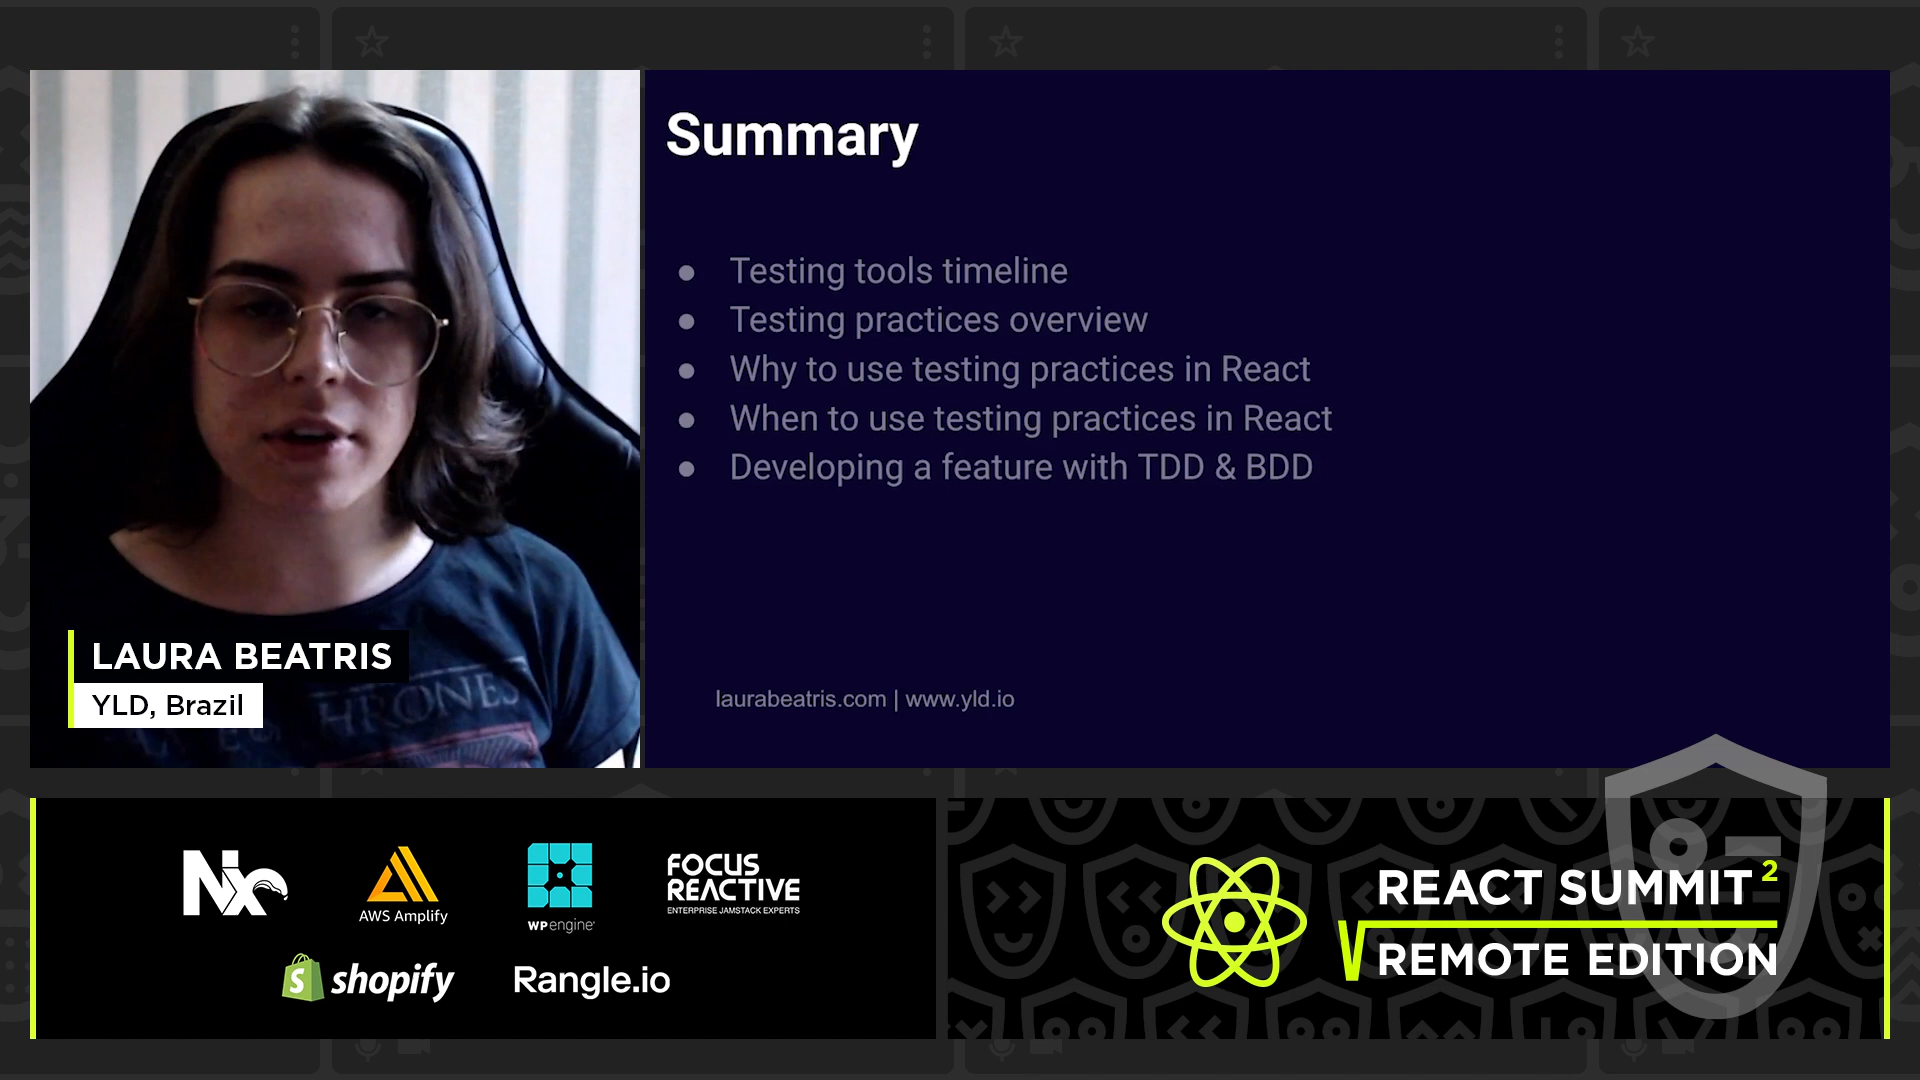 Summary
Testing tools timeline
Testing practices overview
Why to use testing practices in React
When to use testing practices in React
Developing a feature with TDD & BDD
laurabeatris.com | www.yld.io
LAURA BEATRIS
YLD, Brazil
THRONES
Nx
AWS Amplify
WP engine
FOCUS
REACTIVE
ENTERPRISE JAMSTACK EXPERTS
shopify
Rangle.io
REACT SUMMIT 2
REMOTE EDITION